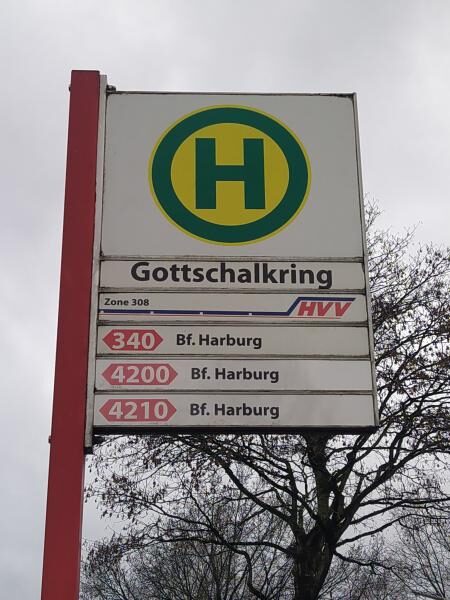 H
Gottschalkring
Zone 308 HVV
340 Bf. Harburg
4200 Bf. Harburg
4210 Bf. Harburg